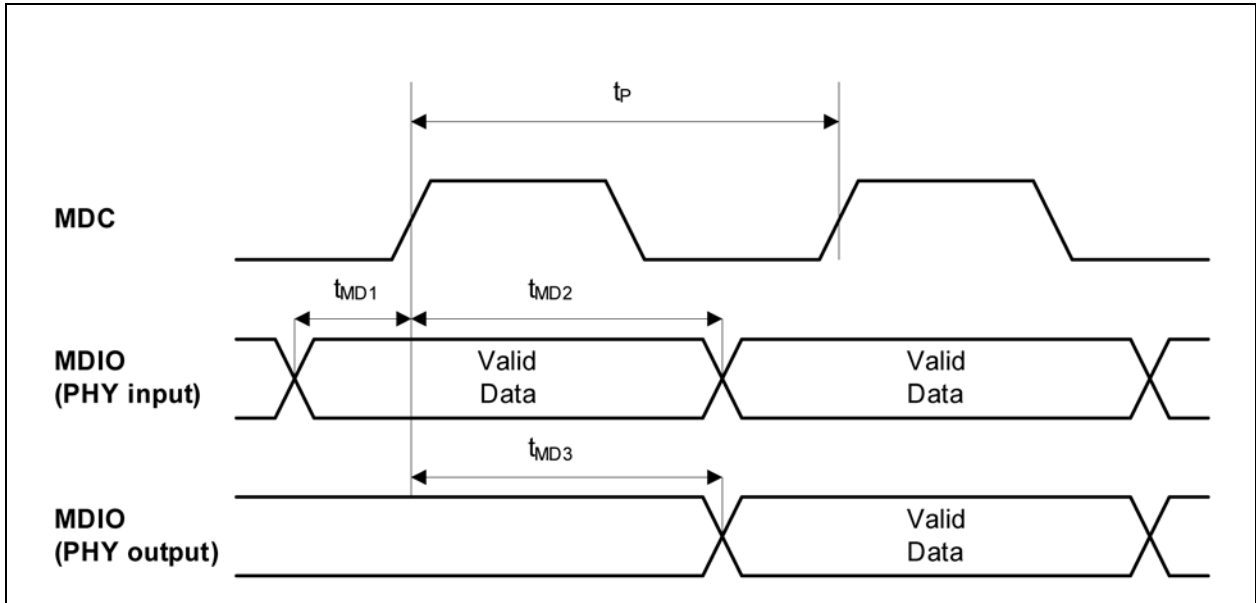 tP
MDC
tMD1
tMD2
MDIO
(PHY input)
Valid
Data
Valid
Data
tMD3
MDIO
(PHY output)
Valid
Data